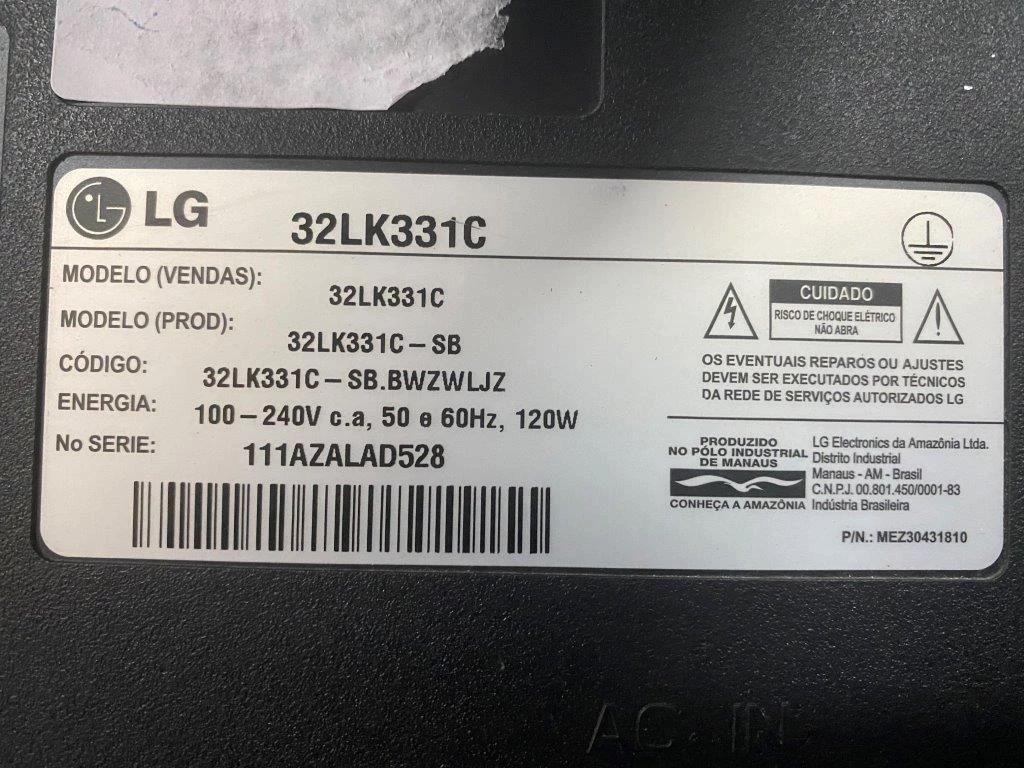 LG
32LK331C
MODELO (VENDAS):
32LK331C
MODELO (PROD):
32LK331C-SB
CÓDIGO:
32LK331C-SB.BWZWLJZ
ENERGIA:
100-240V c.a, 50 e 60Hz, 120W
No SERIE:
111AZALAD528
CUIDADO
RISCO DE CHOQUE ELÉTRICO
NÃO ABRA
OS EVENTUAIS REPAROS OU AJUSTES
DEVEM SER EXECUTADOS POR TÉCNICOS
DA REDE DE SERVIÇOS AUTORIZADOS LG
PRODUZIDO
NO PÓLO INDUSTRIAL
DE MANAUS
CONHEÇA A AMAZÔNIA
LG Electronics da Amazônia Ltda.
Distrito Industrial
Manaus - AM - Brasil
C.N.P.J. 00.801.450/0001-83
Indústria Brasileira
P/N.: MEZ30431810
AC IN